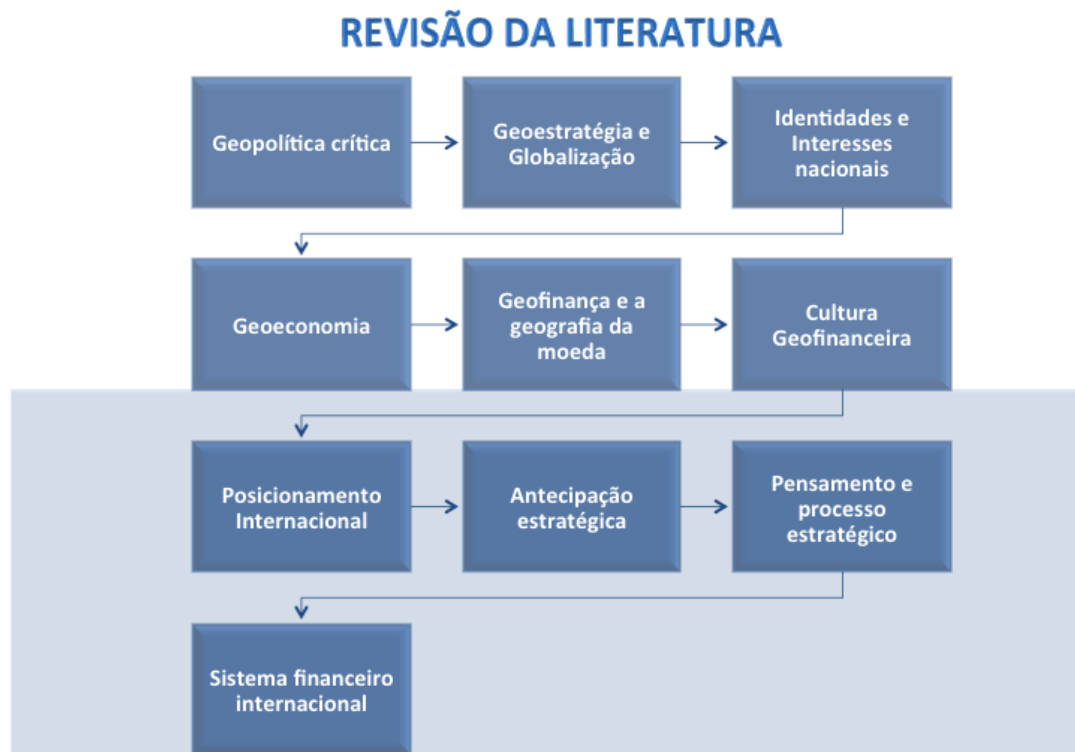 REVISÃO DA LITERATURA
Geopolítica crítica
Geoestratégia e
Globalização
Identidades e
Interesses
nacionais
Geoeconomia
Geofinança e a
geografia da
moeda
Cultura
Geofinanceira
Posicionamento
Internacional
Antecipação
estratégica
Pensamento e
processo
estratégico
Sistema financeiro
internacional